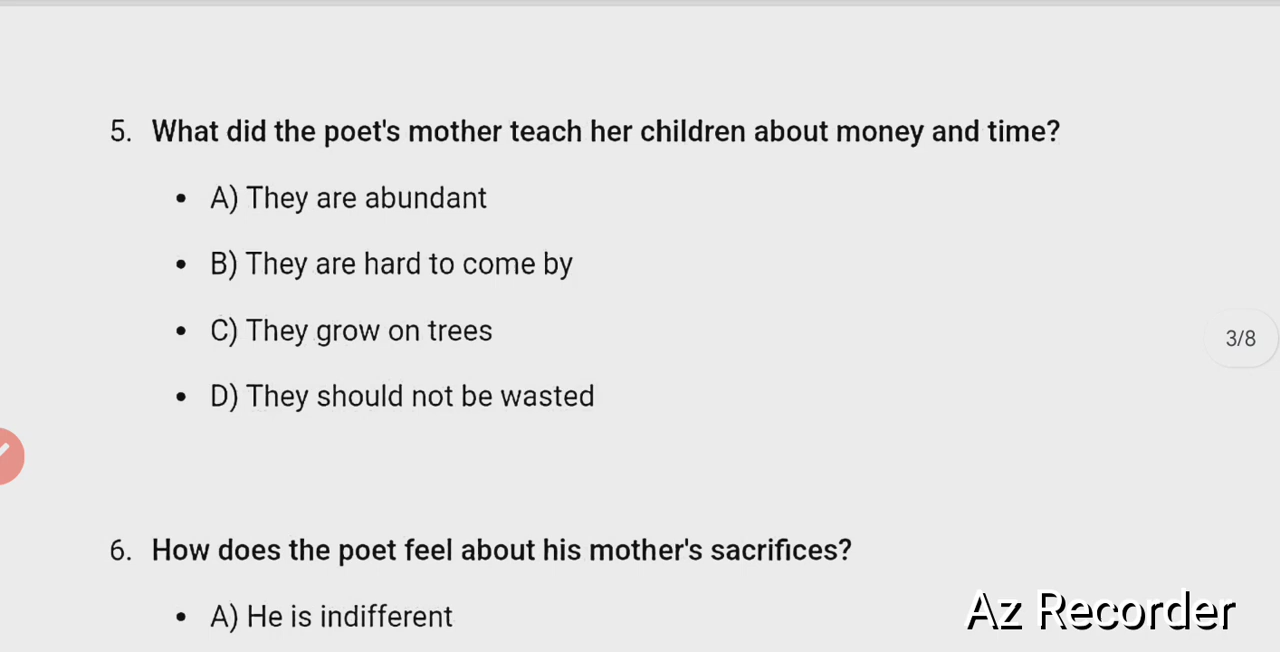 5. What did the poet's mother teach her children about money and time?
• A) They are abundant
• B) They are hard to come by
• C) They grow on trees
3/8
• D) They should not be wasted
6. How does the poet feel about his mother's sacrifices?
• A) He is indifferent
Az Recorder